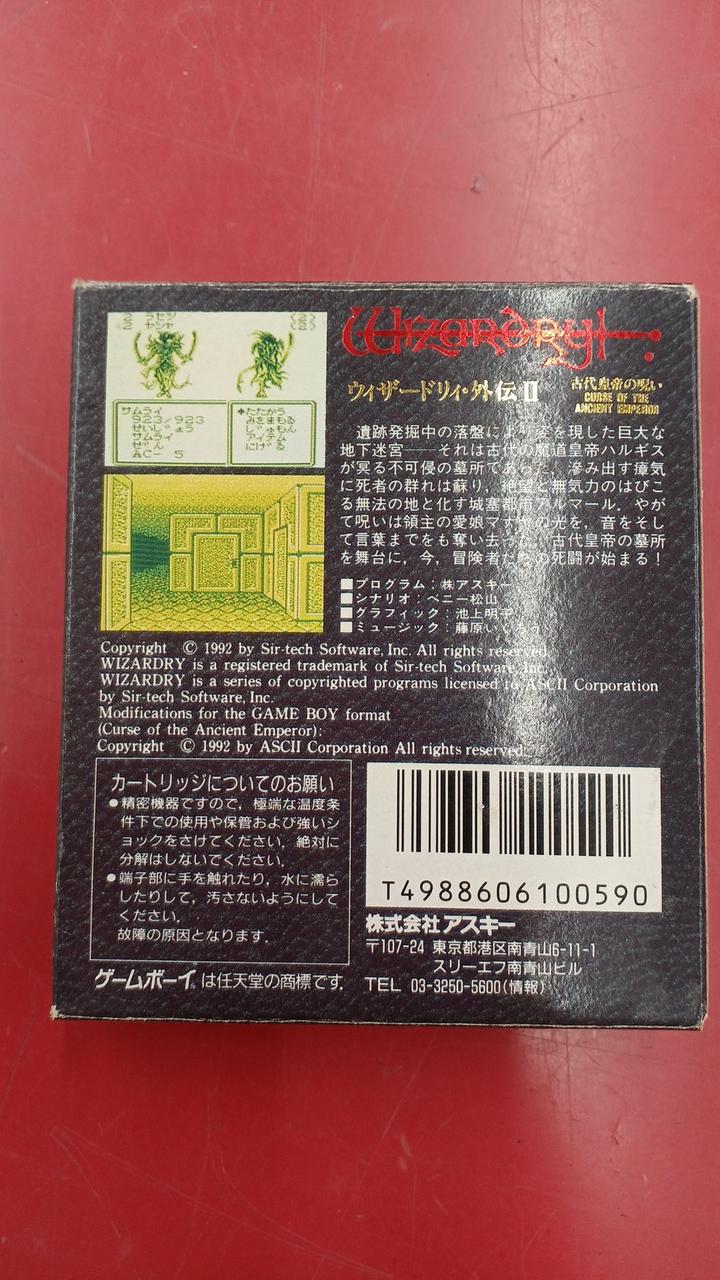 ラセツ
ヤシャ
サムライ
923/923
せいじょう
サムライ
ぜん
AC- 5
➔たたかう
みをまもる
じゅもん
アイテム
にげる
WIZARDRY
ウィザードリィ・外伝Ⅱ
古代皇帝の呪い
CURSE OF THE
ANCIENT EMPEROR
遺跡発掘中の落盤により姿を現した巨大な
地下迷宮――それは古代の魔道皇帝ハルギス
が冥る不可侵の墓所であった。滲み出す瘴気
に死者の群れは蘇り、絶望と無気力のはびこ
る無法の地と化す城塞都市アルマール。やが
て呪いは領主の愛娘マナヤの光を、音をそし
て言葉までをも奪い去った。古代皇帝の墓所
を舞台に、今、冒険者たちの死闘が始まる!
■プログラム：㈱アスキー
■シナリオ：ベニー松山
■グラフィック：池上明子
■ミュージック：藤原いくろう
Copyright © 1992 by Sir-tech Software, Inc. All rights reserved.
WIZARDRY is a registered trademark of Sir-tech Software, Inc.
WIZARDRY is a series of copyrighted programs licensed to ASCII Corporation
by Sir-tech Software, Inc.
Modifications for the GAME BOY format
(Curse of the Ancient Emperor):
Copyright © 1992 by ASCII Corporation All rights reserved.
カートリッジについてのお願い
●精密機器ですので、極端な温度条
件下での使用や保管および強いシ
ョックをさけてください。絶対に
分解はしないでください。
●端子部に手を触れたり、水に濡ら
したりして、汚さないようにして
ください。
故障の原因となります。
ゲームボーイ®は任天堂の商標です。
T4988606100590
株式会社アスキー
〒107-24 東京都港区南青山6-11-1
スリーエフ南青山ビル
TEL 03-3250-5600(情報)